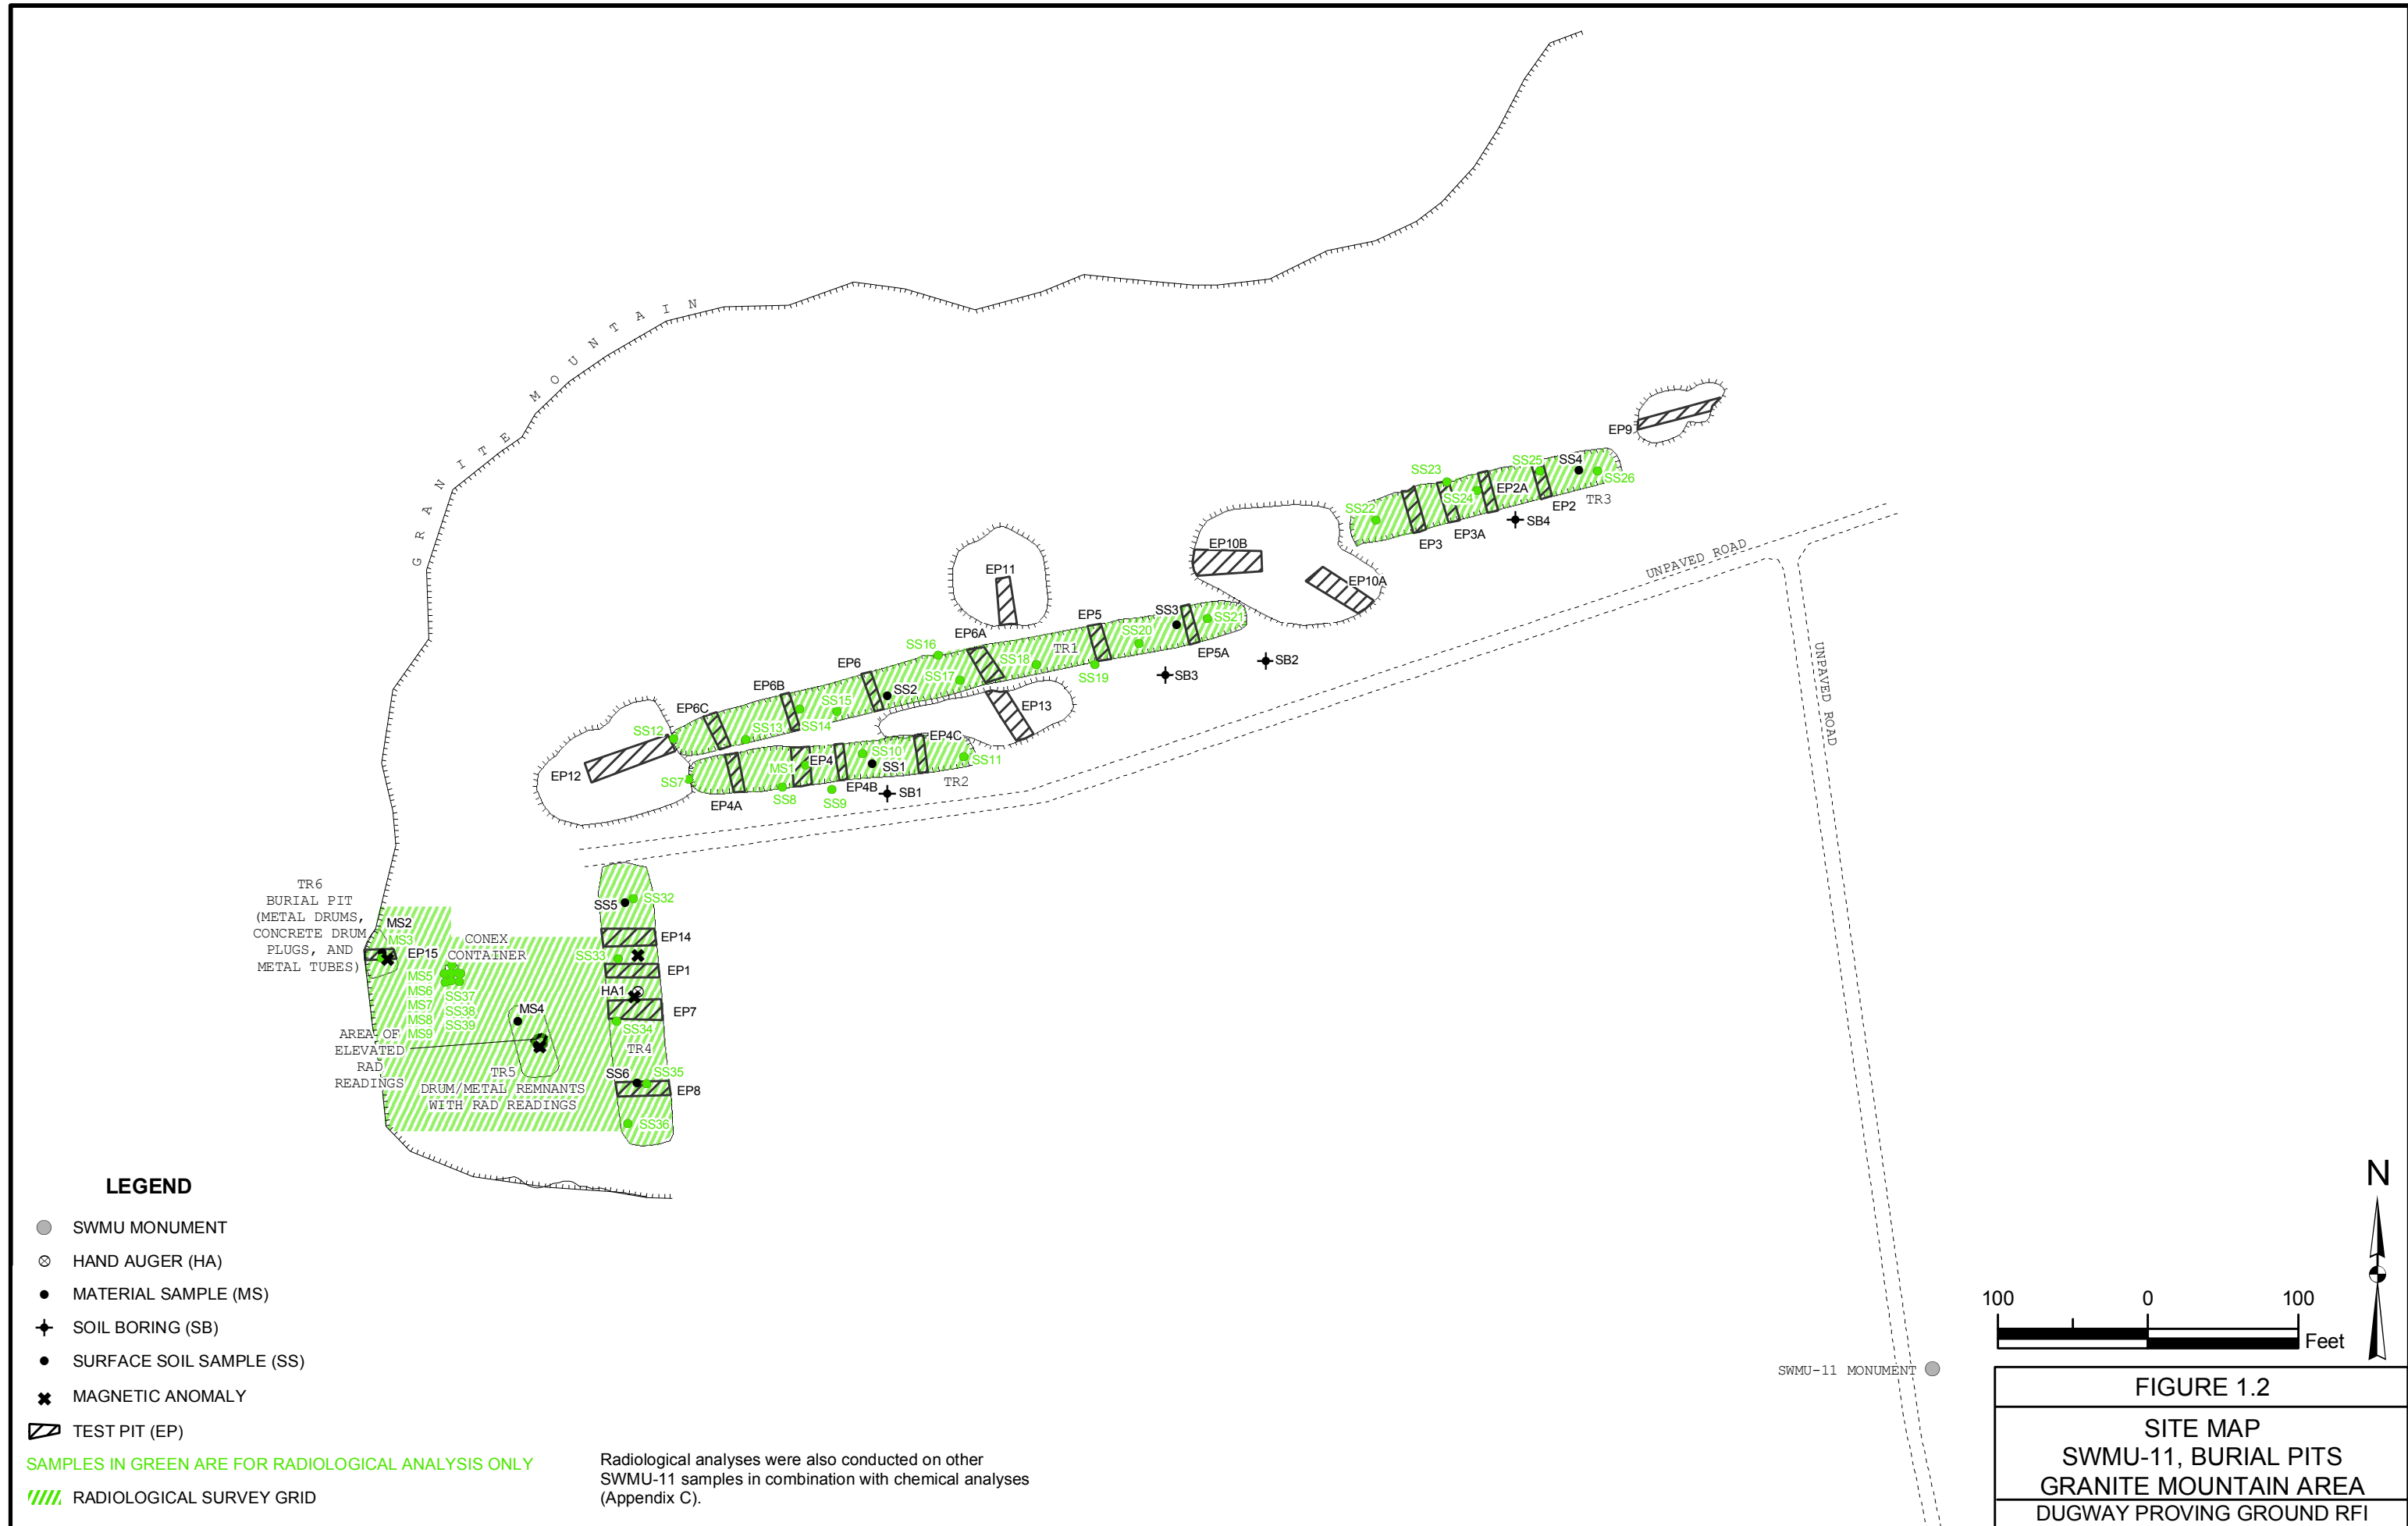 GRANITE MOUNTAIN
EP9
SS25
SS4
SS26
SS23
SS24
EP2A
EP2
TR3
SS22
SB4
EP3
EP3A
EP10B
EP10A
UNPAVED ROAD
UNPAVED ROAD
EP11
EP5
SS3
SS21
SS20
EP5A
EP6A
SS16
TR1
SS18
SS19
SB3
SB2
EP6
SS2
SS17
EP13
EP6B
SS15
SS14
EP6C
SS13
SS12
EP12
EP4C
SS10
SS11
SS1
TR2
EP4
MS1
EP4B
SB1
SS7
EP4A
SS8
SS9
TR6
BURIAL PIT
(METAL DRUMS,
CONCRETE DRUM
PLUGS, AND
METAL TUBES)
MS2
MS3
EP15
CONEX
CONTAINER
MS5
MS6
MS7
MS8
MS9
SS37
SS38
SS39
AREA OF
ELEVATED
RAD
READINGS
MS4
TR5
DRUM/METAL REMNANTS
WITH RAD READINGS
SS32
SS5
EP14
SS33
EP1
HA1
EP7
SS34
TR4
SS6
SS35
EP8
SS36
LEGEND
SWMU MONUMENT
HAND AUGER (HA)
MATERIAL SAMPLE (MS)
SOIL BORING (SB)
SURFACE SOIL SAMPLE (SS)
MAGNETIC ANOMALY
TEST PIT (EP)
SAMPLES IN GREEN ARE FOR RADIOLOGICAL ANALYSIS ONLY
RADIOLOGICAL SURVEY GRID
Radiological analyses were also conducted on other
SWMU-11 samples in combination with chemical analyses
(Appendix C).
SWMU-11 MONUMENT
N
100 0 100
Feet
FIGURE 1.2
SITE MAP
SWMU-11, BURIAL PITS
GRANITE MOUNTAIN AREA
DUGWAY PROVING GROUND RFI